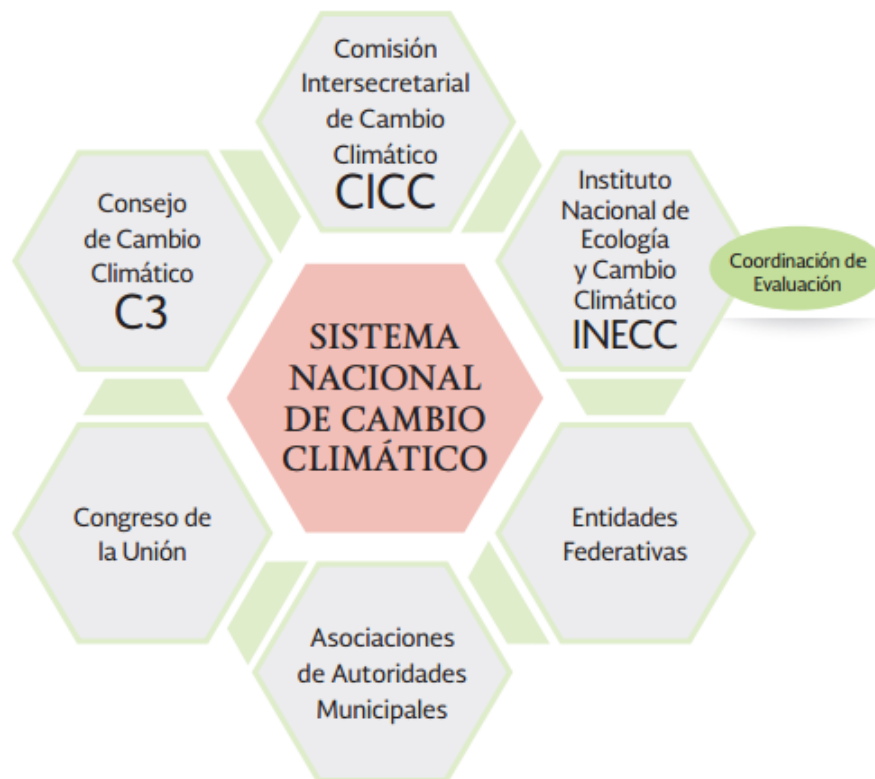 Comisión
Intersecretarial
de Cambio
Climático
CICC
Instituto
Nacional de
Ecología
y Cambio
Climático
INECC
Coordinación de
Evaluación
Consejo
de Cambio
Climático
C3
SISTEMA
NACIONAL
DE CAMBIO
CLIMÁTICO
Congreso de
la Unión
Entidades
Federativas
Asociaciones
de Autoridades
Municipales